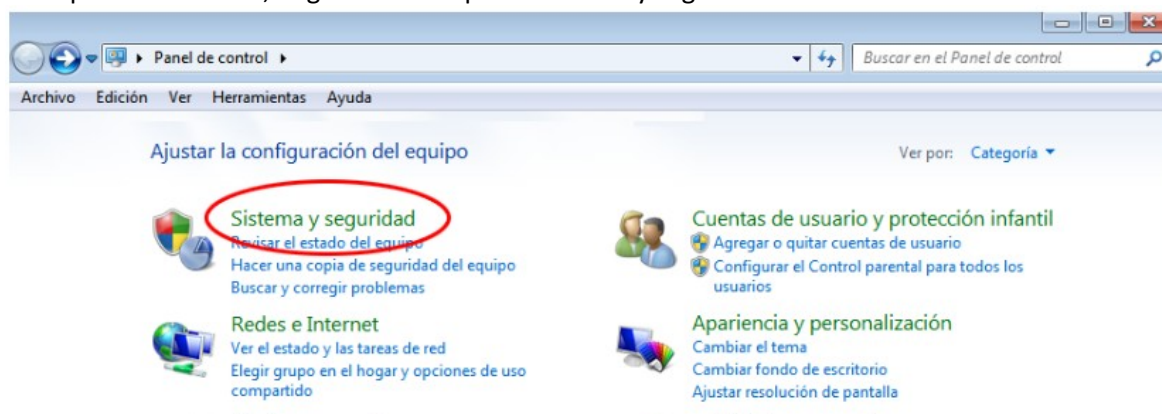 Panel de control
Buscar en el Panel de control
Archivo Edición Ver Herramientas Ayuda
Ajustar la configuración del equipo
Ver por: Categoría
Sistema y seguridad
Revisar el estado del equipo
Hacer una copia de seguridad del equipo
Buscar y corregir problemas
Redes e Internet
Ver el estado y las tareas de red
Elegir grupo en el hogar y opciones de uso
compartido
Cuentas de usuario y protección infantil
Agregar o quitar cuentas de usuario
Configurar el Control parental para todos los
usuarios
Apariencia y personalización
Cambiar el tema
Cambiar fondo de escritorio
Ajustar resolución de pantalla